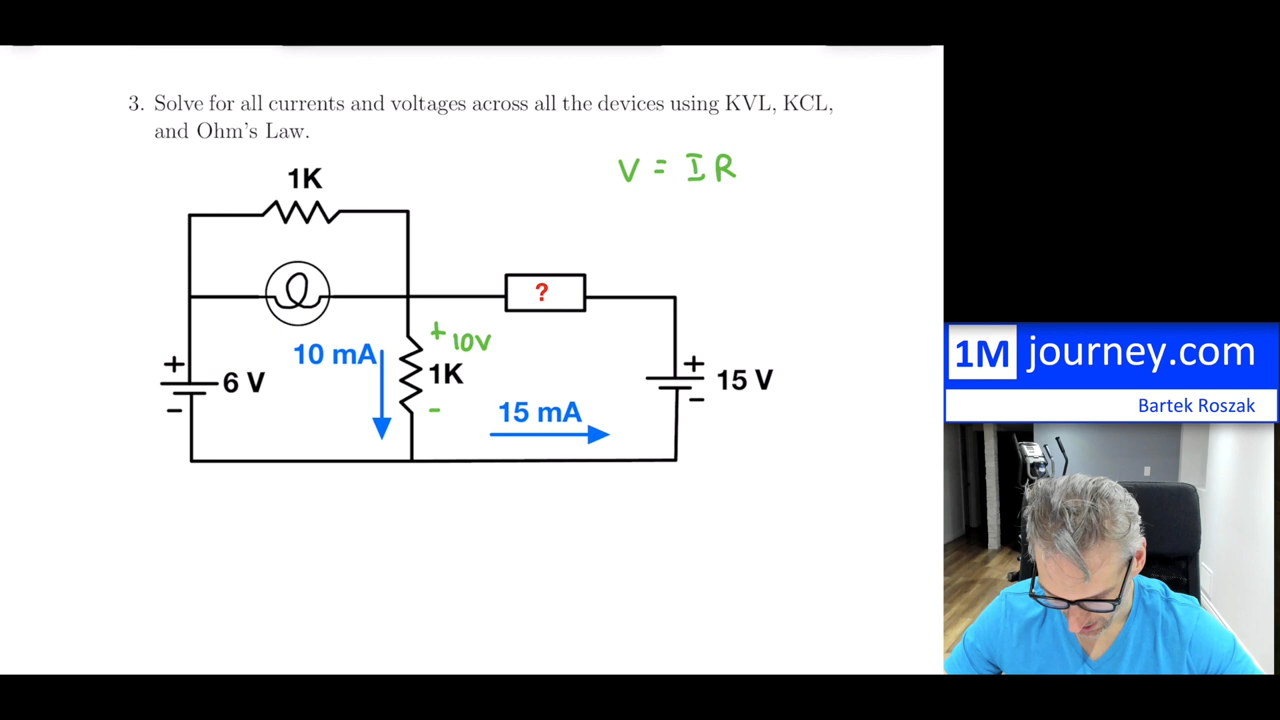 3. Solve for all currents and voltages across all the devices using KVL, KCL,
and Ohm's Law.
V = IR
1K
?
+ 10V
10 mA
1K
-
+
6 V
-
15 mA
+
15 V
-
1M journey.com
Bartek Roszak